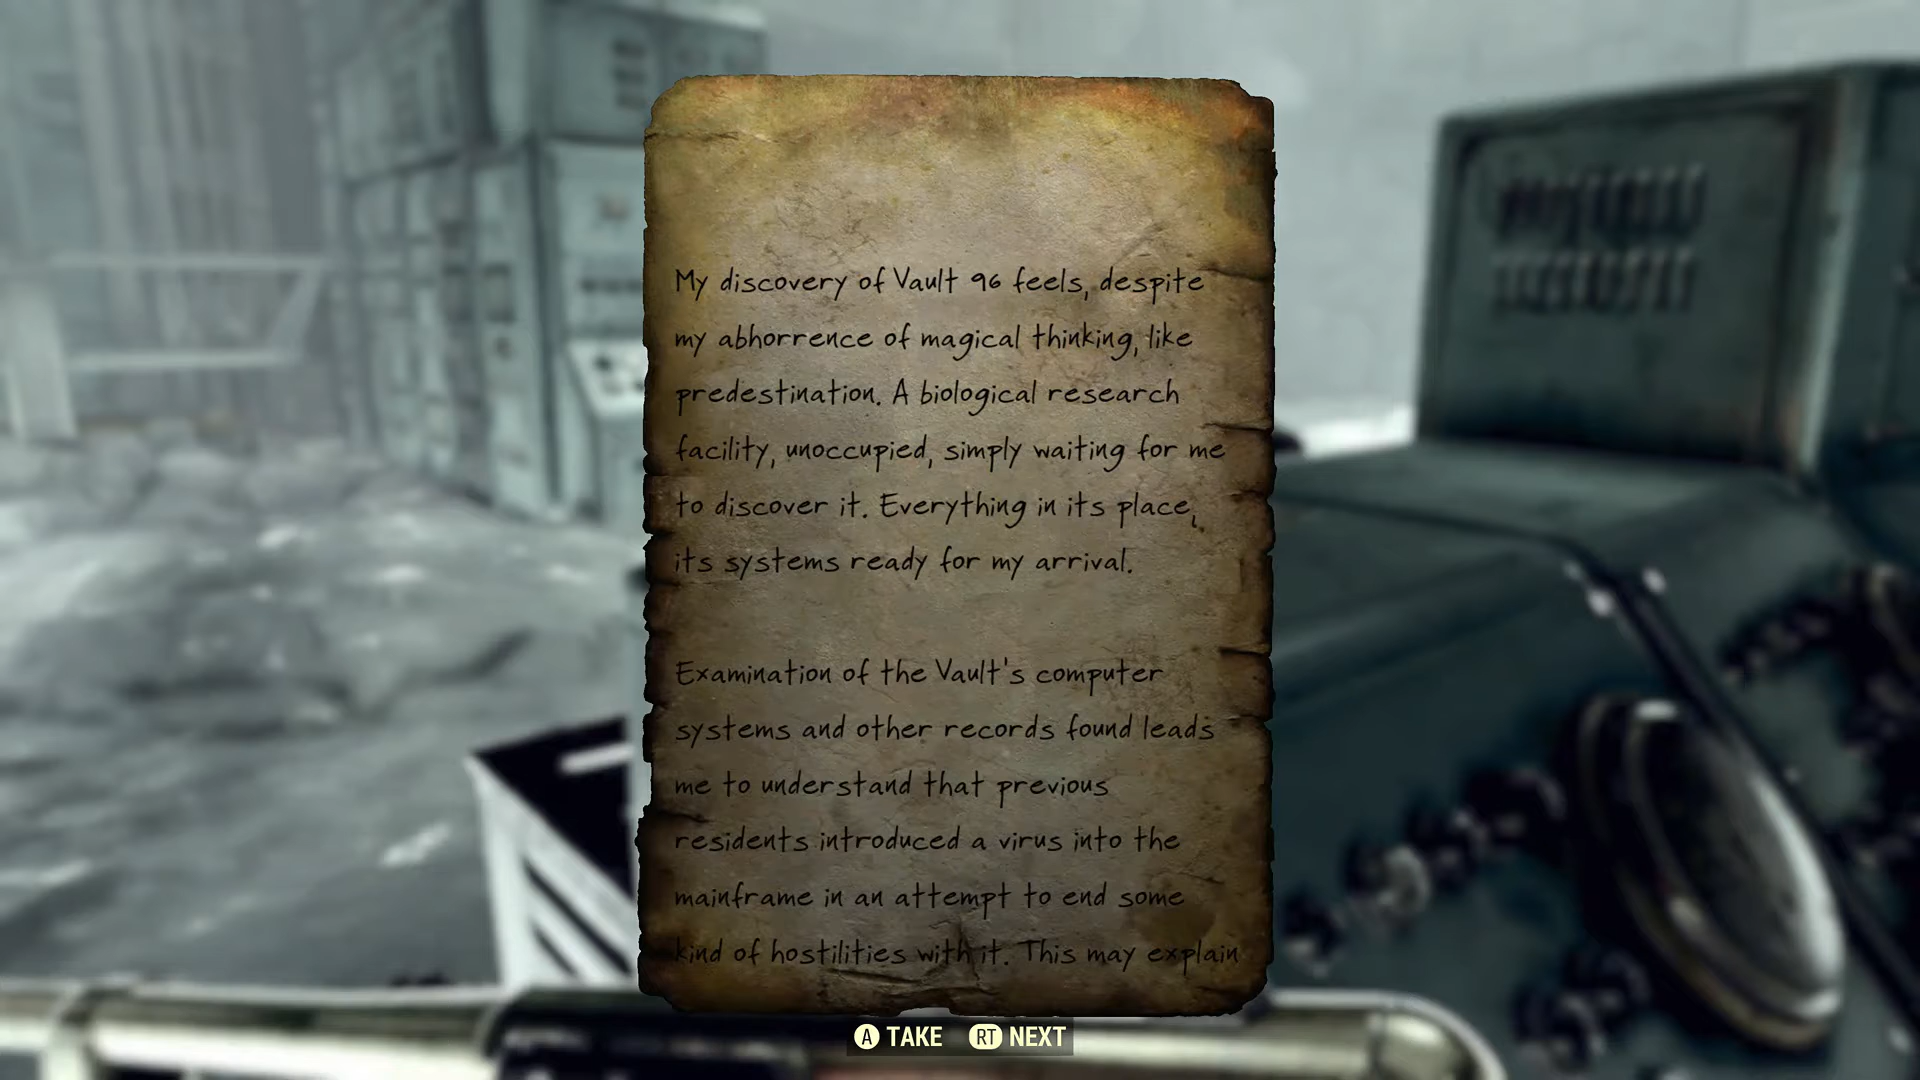 My discovery of Vault 96 feels, despite
my abhorrence of magical thinking, like
predestination. A biological research
facility, unoccupied, simply waiting for me
to discover it. Everything in its place,
its systems ready for my arrival.
Examination of the Vault's computer
systems and other records found leads
me to understand that previous
residents introduced a virus into the
mainframe in an attempt to end some
kind of hostilities with it. This may explain
A TAKE RT NEXT